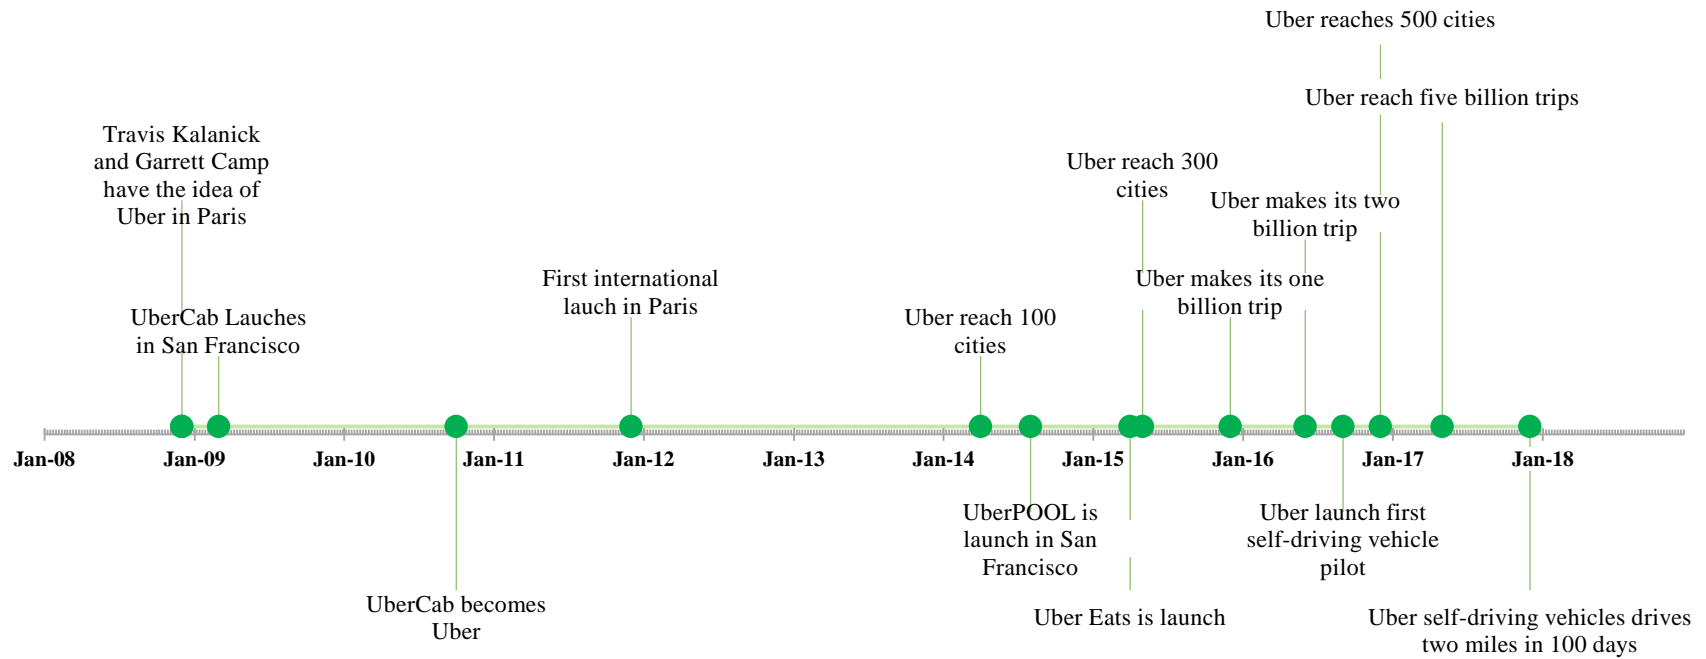 Uber reaches 500 cities
Uber reach five billion trips
Travis Kalanick
and Garrett Camp
have the idea of
Uber in Paris
Uber reach 300
cities
Uber makes its two
billion trip
First international
lauch in Paris
Uber makes its one
billion trip
UberCab Lauches
in San Francisco
Uber reach 100
cities
Jan-08
Jan-09
Jan-10
Jan-11
Jan-12
Jan-13
Jan-14
Jan-15
Jan-16
Jan-17
Jan-18
UberPOOL is
launch in San
Francisco
Uber launch first
self-driving vehicle
pilot
UberCab becomes
Uber
Uber Eats is launch
Uber self-driving vehicles drives
two miles in 100 days